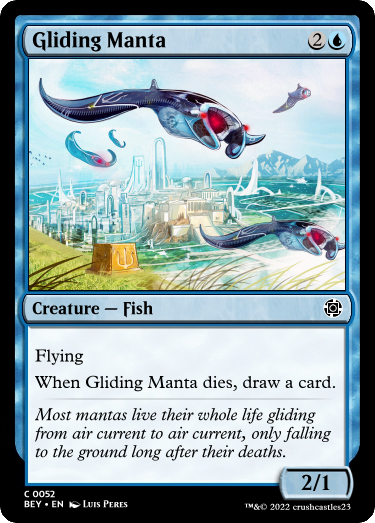 Gliding Manta 2
Creature — Fish
Flying
When Gliding Manta dies, draw a card.
Most mantas live their whole life gliding
from air current to air current, only falling
to the ground long after their deaths.
2/1
C 0052
BEY • EN Luis Peres
™&© 2022 crushcastles23